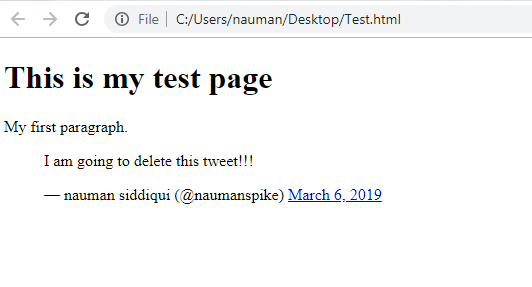 File C:/Users/nauman/Desktop/Test.html
This is my test page
My first paragraph.
I am going to delete this tweet!!!
— nauman siddiqui (@naumanspike) March 6, 2019